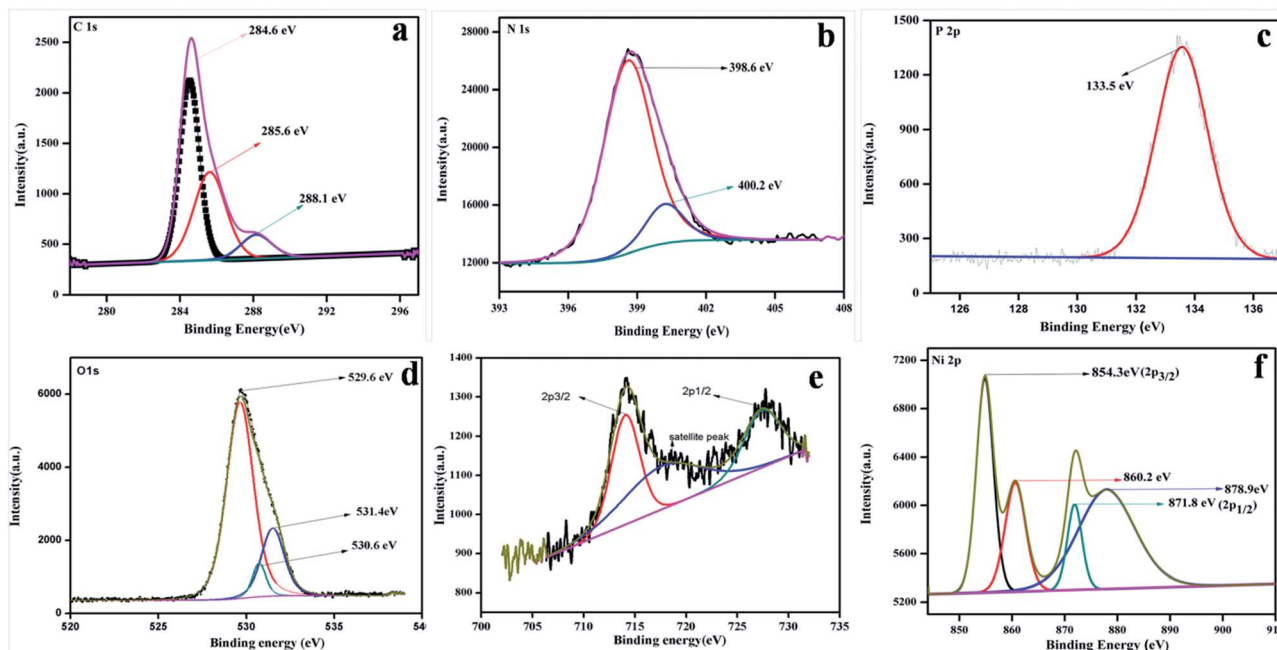 C 1s
a
284.6 eV
285.6 eV
288.1 eV
2500
2000
1500
1000
500
0
Intensity(a.u.)
280 284 288 292 296
Binding Energy(eV)
N 1s
b
398.6 eV
400.2 eV
28000
24000
20000
16000
12000
Intensity(a.u.)
393 396 399 402 405 408
Binding Energy (eV)
P 2p
c
133.5 eV
1500
1200
900
600
300
0
Intensity(a.u.)
126 128 130 132 134 136
Binding Energy (eV)
O1s
d
529.6 eV
531.4eV
530.6 eV
6000
4000
2000
0
Intensity(a.u.)
520 525 530 535 54
Binding energy(eV)
e
2p3/2
2p1/2
satellite peak
1400
1300
1200
1100
1000
900
800
Intensity(a.u.)
700 705 710 715 720 725 730 735
Binding energy(eV)
Ni 2p
f
854.3eV(2p3/2)
860.2 eV
878.9eV
871.8 eV(2p1/2)
7200
6800
6400
6000
5600
5200
Intensity(a.u.)
850 860 870 880 890 900 91
Binding Energy (eV)